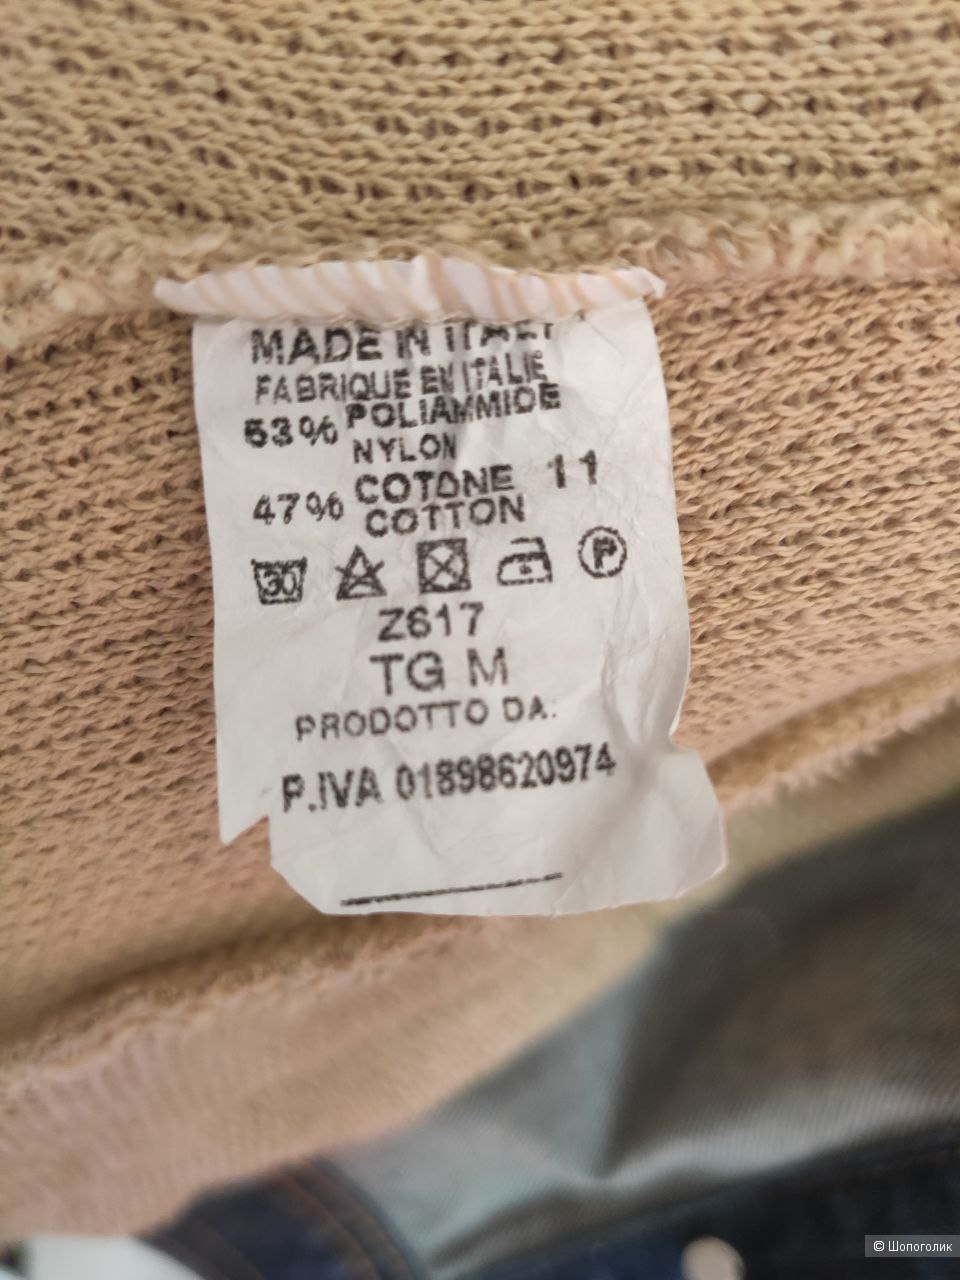 MADE IN ITALY
FABRIQUE EN ITALIE
53% POLIAMMIDE
NYLON
47% COTONE 11
COTTON
30 P
Z617
TG M
PRODOTTO DA:
P.IVA 01898620974
© Шопоголик